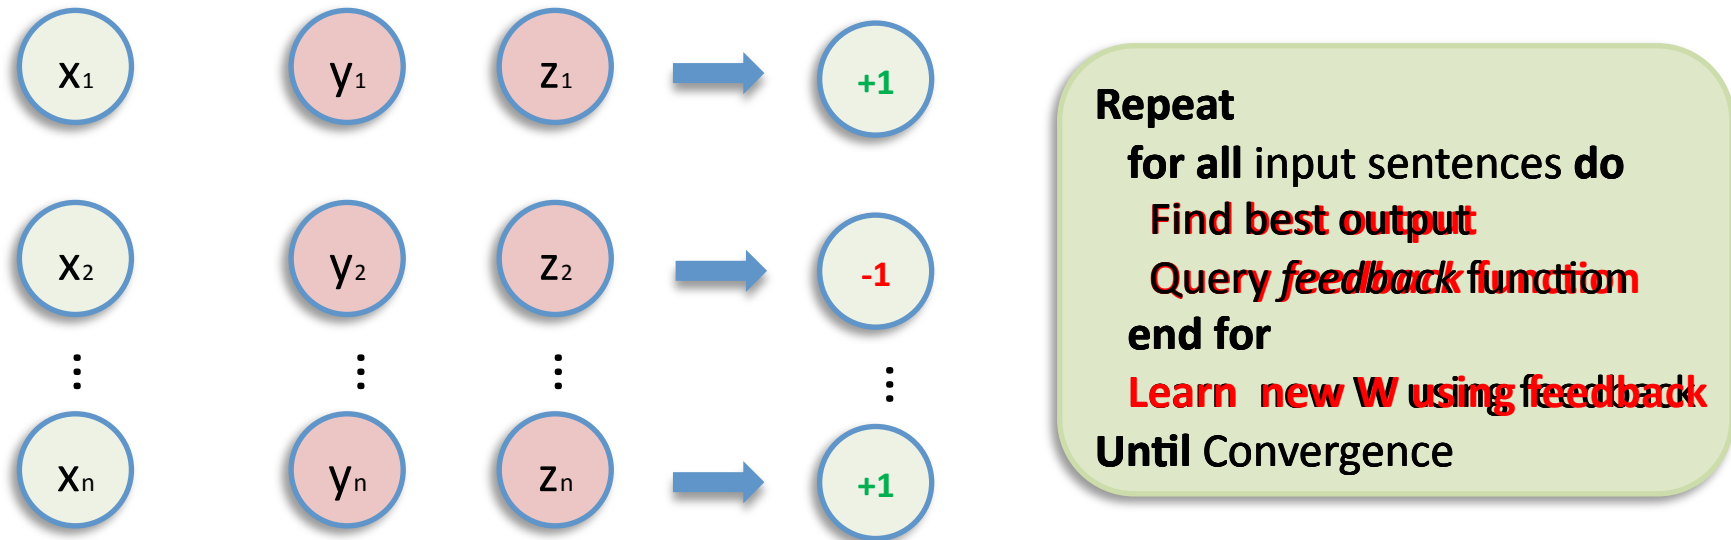 x1 y1 z1 +1
x2 y2 z2 -1
⋮ ⋮ ⋮ ⋮
xn yn zn +1
Repeat
for all input sentences do
Find best output
Query feedback function
end for
Learn new W using feedback
Until Convergence